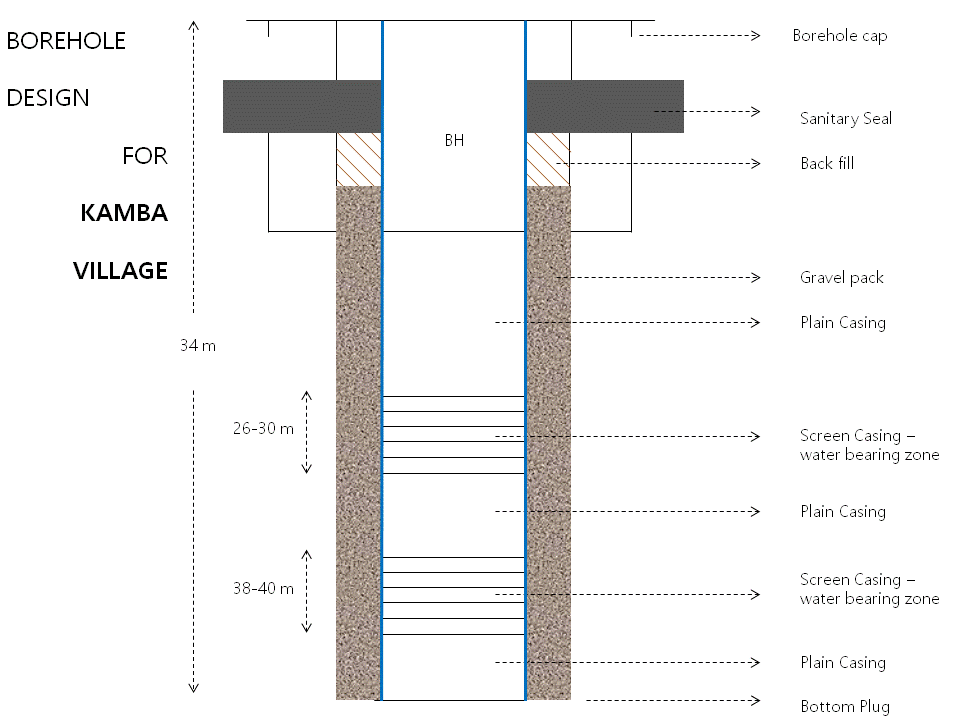 BOREHOLE
DESIGN
FOR
KAMBA
VILLAGE
34 m
26-30 m
38-40 m
BH
Borehole cap
Sanitary Seal
Back fill
Gravel pack
Plain Casing
Screen Casing –
water bearing zone
Plain Casing
Screen Casing –
water bearing zone
Plain Casing
Bottom Plug